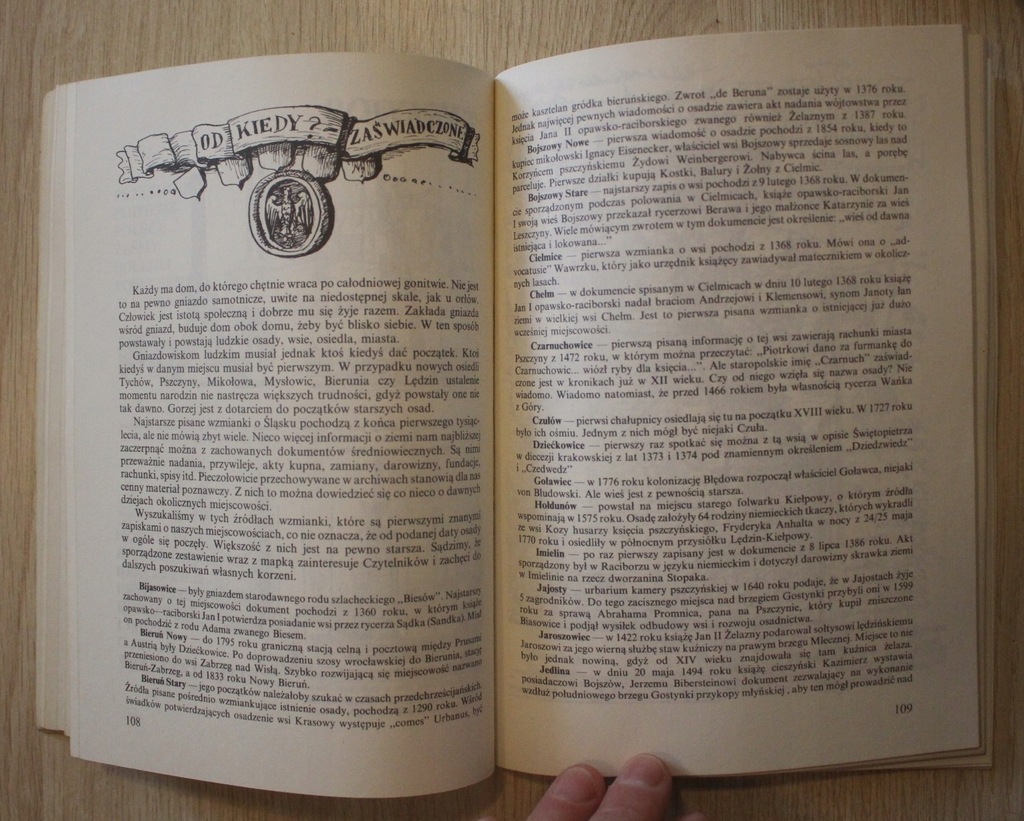 OD KIEDY? ZAŚWIADCZONE
Każdy ma dom, do którego chętnie wraca po całodniowej gonitwie. Nie jest
to na pewno gniazdo samotnicze, uwite na niedostępnej skale, jak u orłów.
Człowiek jest istotą społeczną i dobrze mu się żyje razem. Zakłada gniazda
wśród gniazd, buduje dom obok domu, żeby być blisko siebie. W ten sposób
powstawały i powstają ludzkie osady, wsie, osiedla, miasta.
Gniazdowiskom ludzkim musiał jednak ktoś kiedyś dać początek. Ktoś
kiedyś w danym miejscu musiał być pierwszym. W przypadku nowych osiedli
Tychów, Pszczyny, Mikołowa, Mysłowic, Bierunia czy Lędzin ustalenie
momentu narodzin nie nastręcza większych trudności, gdyż powstały one nie
tak dawno. Gorzej jest z dotarciem do początków starszych osad.
Najstarsze pisane wzmianki o Śląsku pochodzą z końca pierwszego tysiąc-
lecia, ale nie mówią zbyt wiele. Nieco więcej informacji o ziemi nam najbliższej
zaczerpnąć można z zachowanych dokumentów średniowiecznych. Są nimi
przeważnie nadania, przywileje, akty kupna, zamiany, darowizny, fundacje,
rachunki, spisy itd. Pieczołowicie przechowywane w archiwach stanowią dla nas
cenny materiał poznawczy. Z nich to można dowiedzieć się co nieco o dawnych
dziejach okolicznych miejscowości.
Wyszukaliśmy w tych źródłach wzmianki, które są pierwszymi znanymi
zapiskami o naszych miejscowościach, co nie oznacza, że od podanej daty osady
w ogóle się poczęły. Większość z nich jest na pewno starsza. Sądzimy, że
sporządzone zestawienie wraz z mapką zainteresuje Czytelników i zachęci do
dalszych poszukiwań własnych korzeni.
Bijasowice — były gniazdem starodawnego rodu szlacheckiego „Biesów". Najstarszy
zachowany o tej miejscowości dokument pochodzi z 1360 roku, w którym książę
opawsko—raciborski Jan I potwierdza posiadanie wsi przez rycerza Sądka (Sandka). Miał
on pochodzić z rodu Adama zwanego Biesem.
Bieruń Nowy — do 1795 roku graniczną stacją celną i pocztową między Prusami
a Austrią były Dziećkowice. Po doprowadzeniu szosy wrocławskiej do Bierunia, stację
przeniesiono do wsi Zabrzeg nad Wisłą. Szybko rozwijającą się miejscowość nazwano
Bieruń-Zabrzeg, a od 1833 roku Nowy Bieruń.
Bieruń Stary — jego początków należałoby szukać w czasach przedchrześcijańskich.
Źródła pisane pośrednio wzmiankujące istnienie osady, pochodzą z 1290 roku. Wśród
świadków potwierdzających osadzenie wsi Krasowy występuje „comes" Urbanus, być
108
może kasztelan gródka bieruńskiego. Zwrot „de Beruna" zostaje użyty w 1376 roku.
Jednak najwięcej pewnych wiadomości o osadzie zawiera akt nadania wójtowstwa przez
księcia Jana II opawsko-raciborskiego zwanego również Żelaznym z 1387 roku.
Bojszowy Nowe — pierwsza wiadomość o osadzie pochodzi z 1854 roku, kiedy to
kupiec mikołowski Ignacy Eisenecker, właściciel wsi Bojszowy sprzedaje sosnowy las nad
Korzyńcem pszczyńskiemu Żydowi Weinbergerowi. Nabywca ścina las, a porębę
parceluje. Pierwsze działki kupują Kostki, Balury i Żołny z Cielmic.
Bojszowy Stare — najstarszy zapis o wsi pochodzi z 9 lutego 1368 roku. W dokumen-
cie sporządzonym podczas polowania w Cielmicach, książę opawsko-raciborski Jan
I swoją wieś Bojszowy przekazał rycerzowi Berawa i jego małżonce Katarzynie za wieś
Leszczyny. Wiele mówiącym zwrotem w tym dokumencie jest określenie: „wieś od dawna
istniejąca i lokowana..."
Cielmice — pierwsza wzmianka o wsi pochodzi z 1368 roku. Mówi ona o „ad-
vocatusie" Wawrzku, który jako urzędnik książęcy zawiadywał matecznikiem w okolicz-
nych lasach.
Chełm — w dokumencie spisanym w Cielmicach w dniu 10 lutego 1368 roku książę
Jan I opawsko-raciborski nadał braciom Andrzejowi i Klemensowi, synom Janoty łan
ziemi w wielkiej wsi Chełm. Jest to pierwsza pisana wzmianka o istniejącej już dużo
wcześniej miejscowości.
Czarnuchowice — pierwszą pisaną informację o tej wsi zawierają rachunki miasta
Pszczyny z 1472 roku, w którym można przeczytać: „Piotrkowi dano za furmankę do
Czarnuchowic... wiózł ryby dla księcia...". Ale staropolskie imię „Czarnuch" zaświad-
czone jest w kronikach już w XII wieku. Czy od niego wzięła się nazwa osady? Nie
wiadomo. Wiadomo natomiast, że przed 1466 rokiem była własnością rycerza Wańka
z Góry.
Czułów — pierwsi chałupnicy osiedlają się tu na początku XVIII wieku. W 1727 roku
było ich ośmiu. Jednym z nich mógł być niejaki Czuła.
Dziećkowice — pierwszy raz spotkać się można z tą wsią w opisie Świętopietrza
w diecezji krakowskiej z lat 1373 i 1374 pod znamiennym określeniem „Dziedzwiedz"
i „Czedwedz"
Goławiec — w 1776 roku kolonizację Błędowa rozpoczął właściciel Goławca, niejaki
von Bludowski. Ale wieś jest z pewnością starsza.
Hołdunów — powstał na miejscu starego folwarku Kiełpowy, o którym źródła
wspominają w 1575 roku. Osadę założyły 64 rodziny niemieckich tkaczy, których wykradli
ze wsi Kozy husarzy księcia pszczyńskiego, Fryderyka Anhalta w nocy z 24/25 maja
1770 roku i osiedlily w północnym przysiółku Lędzin-Kiełpowy.
Imielin — po raz pierwszy zapisany jest w dokumencie z 8 lipca 1386 roku. Akt
sporządzony był w Raciborzu w języku niemieckim i dotyczył darowizny skrawka ziemi
w Imielinie na rzecz dworzanina Stopaka.
Jajosty — urbarium kamery pszczyńskiej w 1640 roku podaje, że w Jajostach żyje
5 zagrodników. Do tego zacisznego miejsca nad brzegiem Gostynki przybyli oni w 1599
roku za sprawą Abrahama Promnica, pana na Pszczynie, który kupił zniszczone
Biasowice i podjął wysiłek odbudowy wsi i rozwoju osadnictwa.
Jaroszowiec — w 1422 roku książę Jan II Żelazny podarował sołtysowi lędzińskiemu
Jaroszowi za jego wierną służbę staw kuźniczy na prawym brzegu Mlecznej. Miejsce to nie
było jednak nowiną, gdyż od XIV wieku znajdowała się tam kuźnica żelaza.
Jedlina — w dniu 20 maja 1494 roku książę cieszyński Kazimierz wystawia
posiadaczowi Bojszów, Jerzemu Bibersteinowi dokument zezwalający na wykonanie
wzdłuż południowego brzegu Gostynki przykopy młyńskiej, aby ten mógł prowadzić nad
109